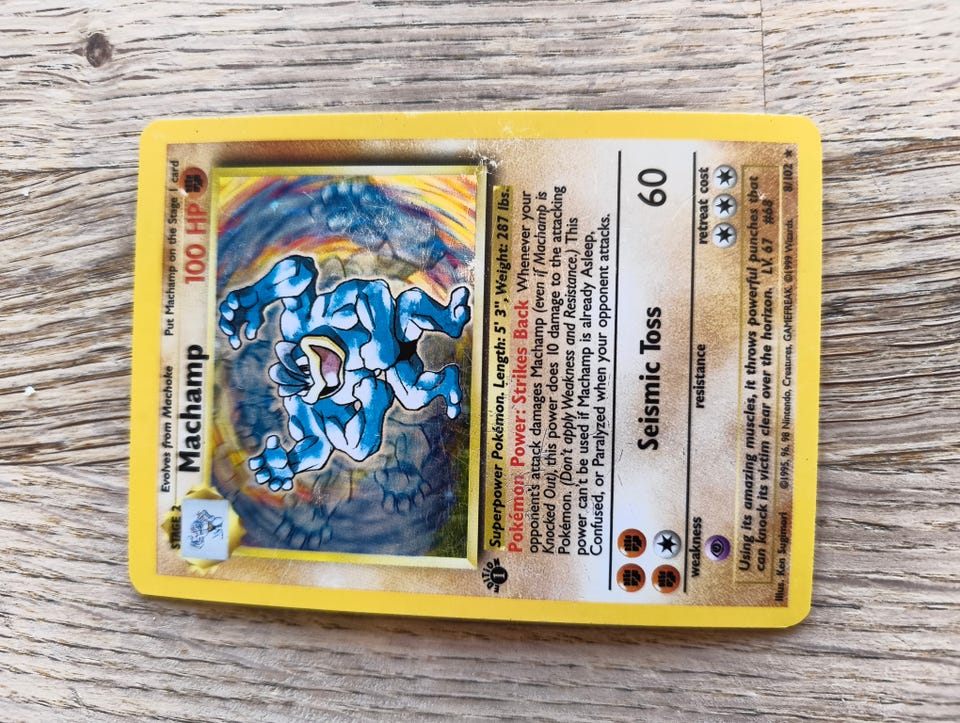 Evolves from Machoke Put Machamp on the Stage 1 card
STAGE 2
Machamp 100 HP
Superpower Pokémon. Length: 5' 3", Weight: 287 lbs.
Edition
1
Pokémon Power: Strikes Back Whenever your
opponent's attack damages Machamp (even if Machamp is
Knocked Out), this power does 10 damage to the attacking
Pokémon. (Don't apply Weakness and Resistance.) This
power can't be used if Machamp is already Asleep,
Confused, or Paralyzed when your opponent attacks.
Seismic Toss 60
weakness resistance retreat cost
Using its amazing muscles, it throws powerful punches that
can knock its victim clear over the horizon. LV. 67 #68
Illus. Ken Sugimori ©1995, 96, 98 Nintendo, Creatures, GAMEFREAK. ©1999 Wizards. 8/102 ★